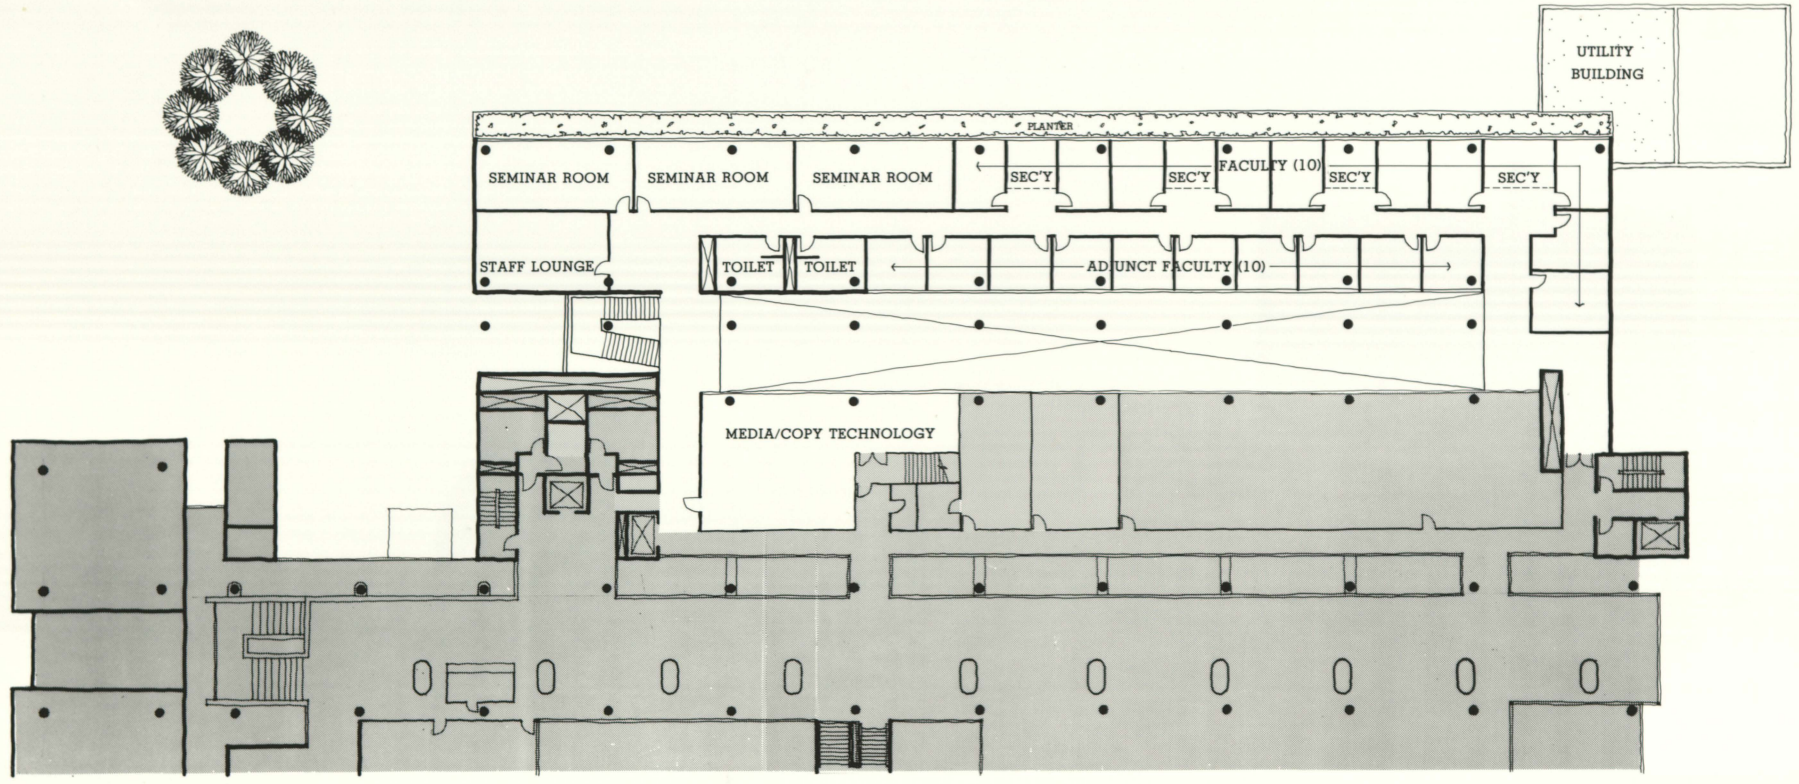 UTILITY
BUILDING
PLANTER
FACULTY (10)
SEMINAR ROOM
SEMINAR ROOM
SEMINAR ROOM
SEC'Y
SEC'Y
SEC'Y
SEC'Y
STAFF LOUNGE
TOILET
TOILET
ADJUNCT FACULTY (10)
MEDIA/COPY TECHNOLOGY